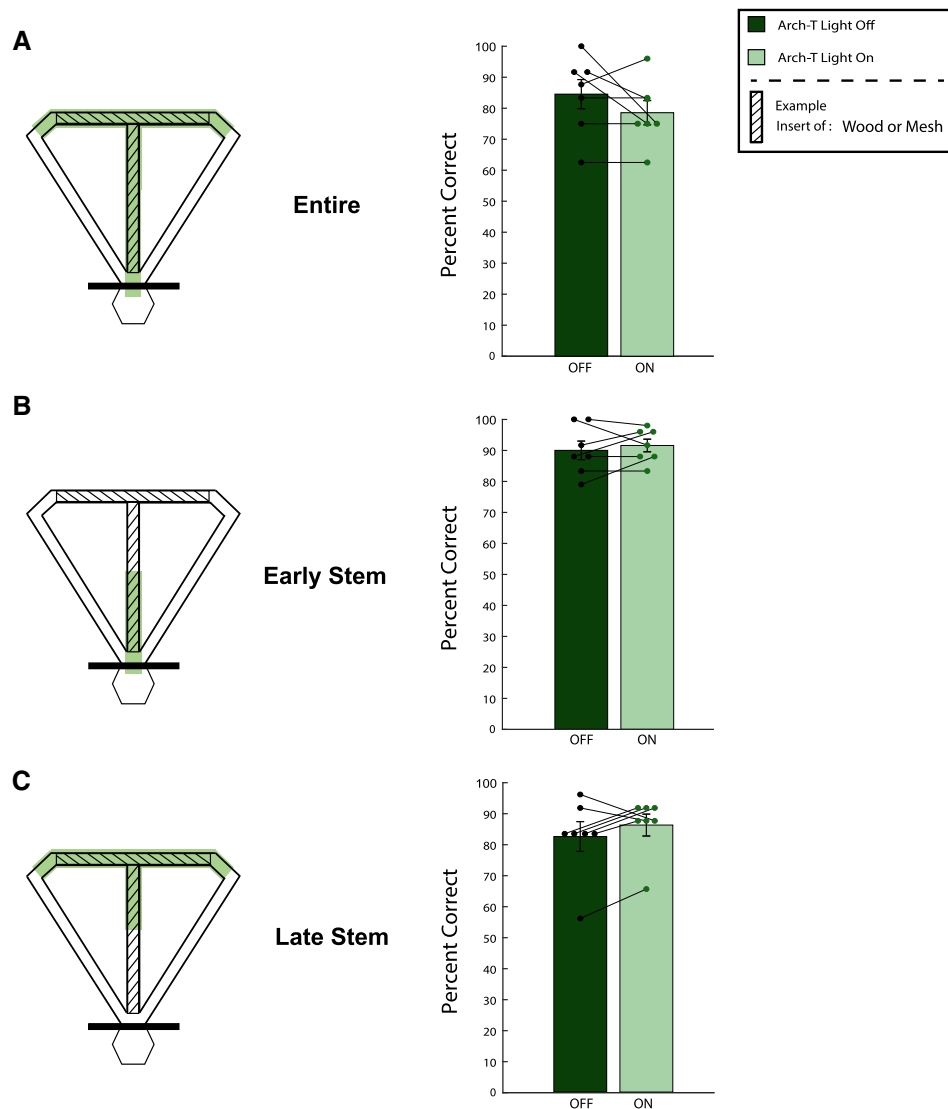 A
Entire
Percent Correct
100
90
80
70
60
50
40
30
20
10
0
OFF ON
Arch-T Light Off
Arch-T Light On
Example
Insert of : Wood or Mesh
B
Early Stem
Percent Correct
100
90
80
70
60
50
40
30
20
10
0
OFF ON
C
Late Stem
Percent Correct
100
90
80
70
60
50
40
30
20
10
0
OFF ON